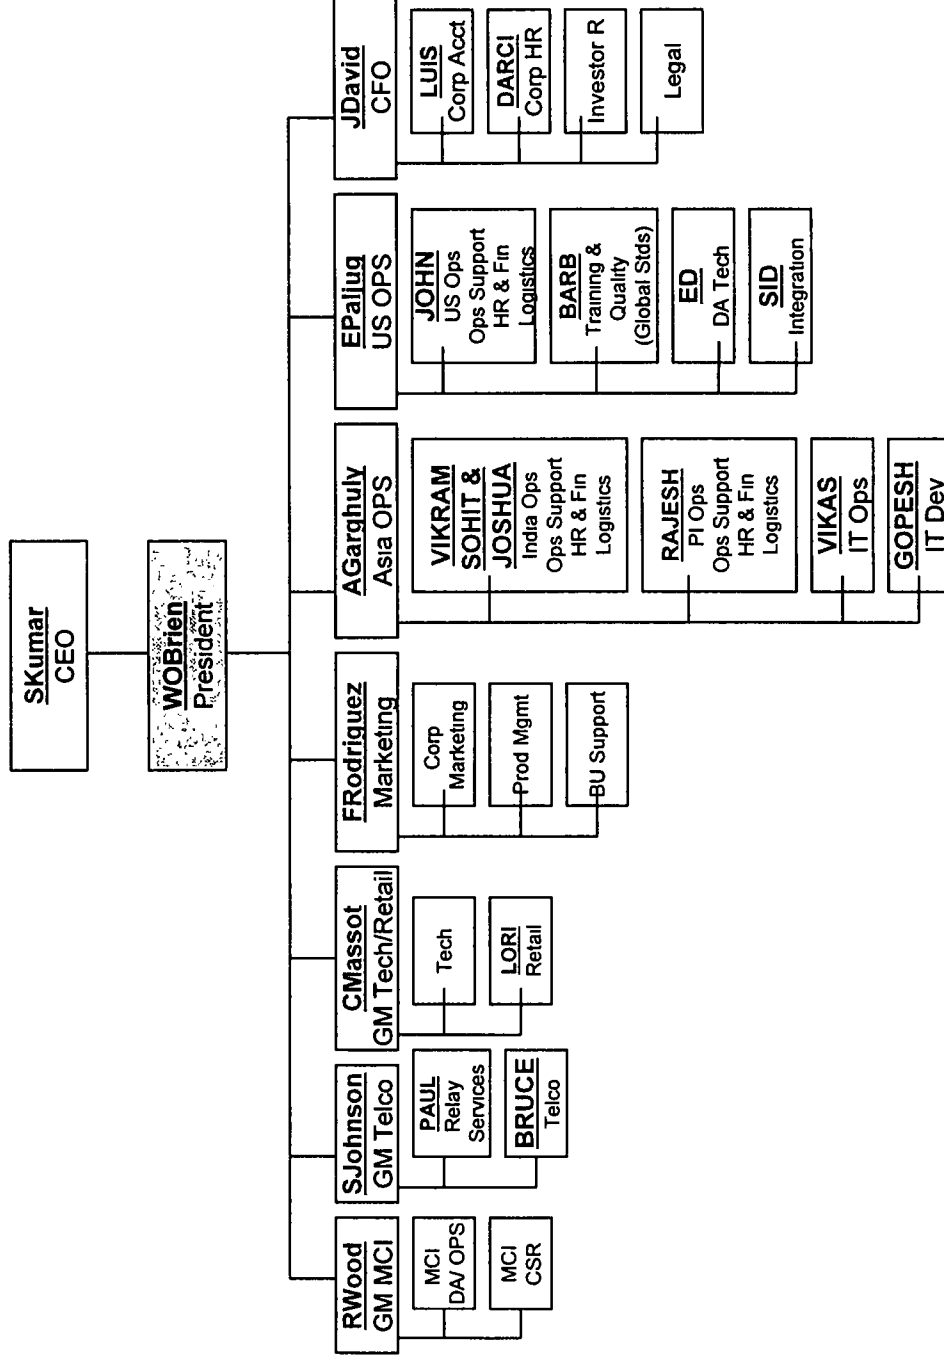 SKumar
CEO
WOBrien
President
RWood
GM MCI
MCI
DA/ OPS
MCI
CSR
SJohnson
GM Telco
PAUL
Relay
Services
BRUCE
Telco
CMassot
GM Tech/Retail
Tech
LORI
Retail
FRodriguez
Marketing
Corp
Marketing
Prod Mgmt
BU Support
AGarghuly
Asia OPS
VIKRAM
SOHIT &
JOSHUA
India Ops
Ops Support
HR & Fin
Logistics
RAJESH
PI Ops
Ops Support
HR & Fin
Logistics
VIKAS
IT Ops
GOPESH
IT Dev
EPaljug
US OPS
JOHN
US Ops
Ops Support
HR & Fin
Logistics
BARB
Training &
Quality
(Global Stds)
ED
DA Tech
SID
Integration
JDavid
CFO
LUIS
Corp Acct
DARCI
Corp HR
Investor R
Legal